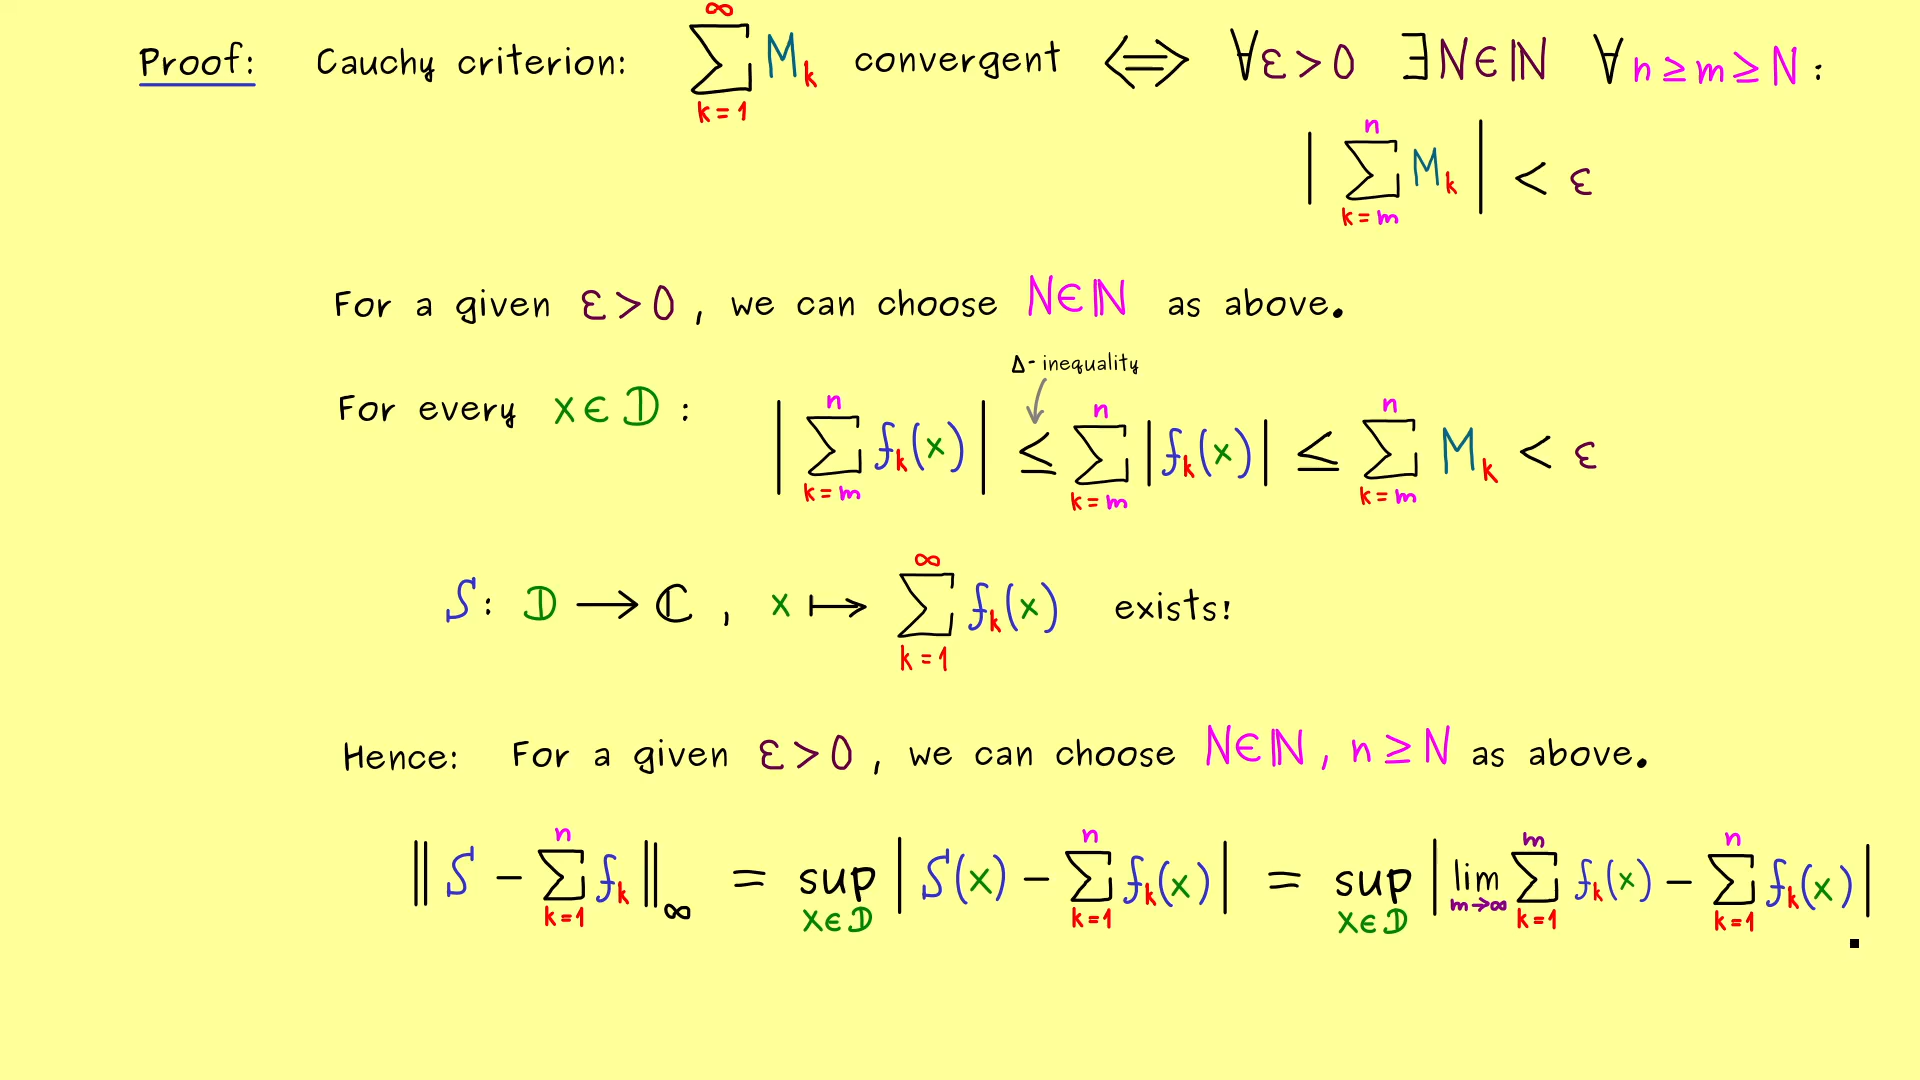 Proof: Cauchy criterion: ∑_{k=1}^{∞} M_k convergent ⟺ ∀ε>0 ∃N∈ℕ ∀n≥m≥N :
|∑_{k=m}^{n} M_k| < ε
For a given ε>0, we can choose N∈ℕ as above.
Δ-inequality
For every x∈D : |∑_{k=m}^{n} f_k(x)| ≤ ∑_{k=m}^{n} |f_k(x)| ≤ ∑_{k=m}^{n} M_k < ε
S: D → ℂ, x ↦ ∑_{k=1}^{∞} f_k(x) exists!
Hence: For a given ε>0, we can choose N∈ℕ, n≥N as above.
‖S − ∑_{k=1}^{n} f_k‖_∞ = sup_{x∈D} |S(x) − ∑_{k=1}^{n} f_k(x)| = sup_{x∈D} |lim_{m→∞} ∑_{k=1}^{m} f_k(x) − ∑_{k=1}^{n} f_k(x)|